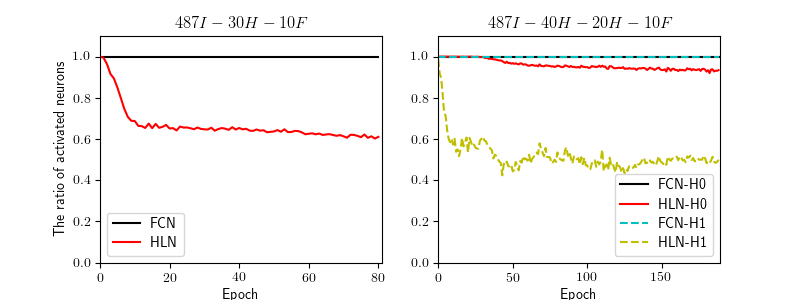 487I − 30H − 10F
The ratio of activated neurons
1.0
0.8
0.6
0.4
0.2
0.0
0 20 40 60 80
Epoch
FCN
HLN
487I − 40H − 20H − 10F
1.0
0.8
0.6
0.4
0.2
0.0
0 50 100 150
Epoch
FCN-H0
HLN-H0
FCN-H1
HLN-H1